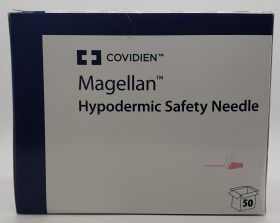 COVIDIEN™
Magellan™
Hypodermic Safety Needle
50